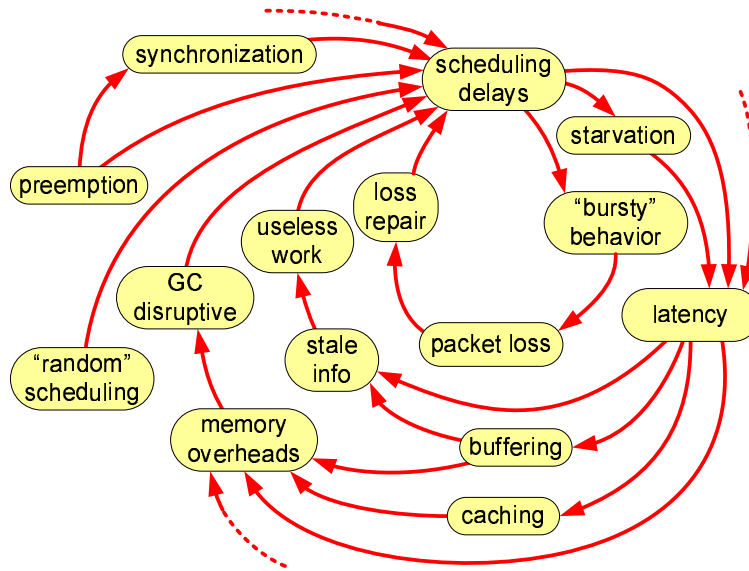 synchronization
scheduling
delays
starvation
preemption
loss
repair
“bursty”
behavior
useless
work
GC
disruptive
latency
packet loss
stale
info
“random”
scheduling
memory
overheads
buffering
caching